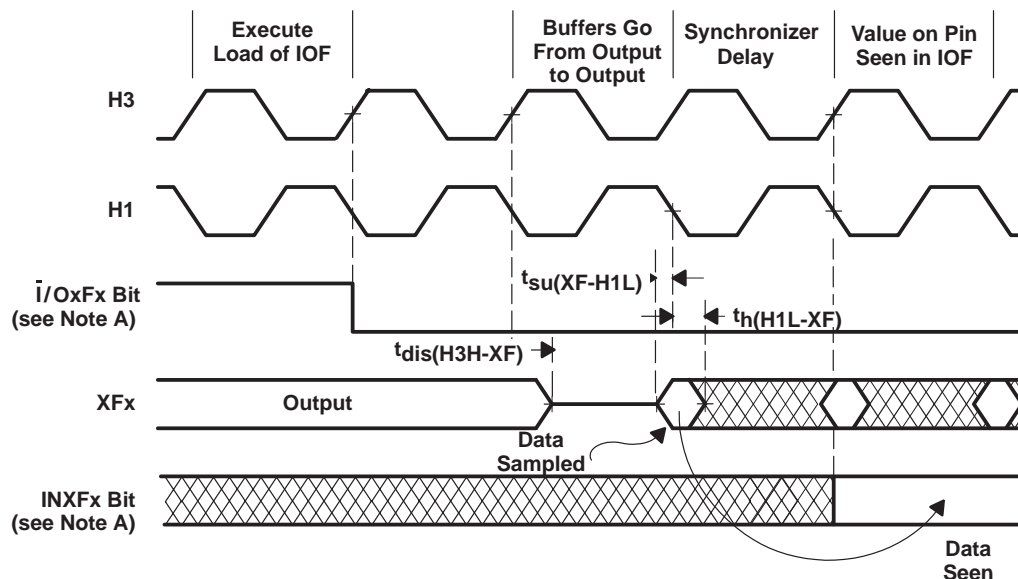 Execute
Load of IOF
Buffers Go
From Output
to Output
Synchronizer
Delay
Value on Pin
Seen in IOF
H3
H1
I̅/OxFx Bit
(see Note A)
tsu(XF-H1L)
th(H1L-XF)
tdis(H3H-XF)
XFx
Output
Data
Sampled
INXFx Bit
(see Note A)
Data
Seen